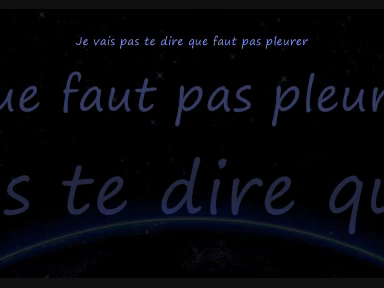 Je vais pas te dire que faut pas pleurer
ue faut pas pleur
s te dire qu